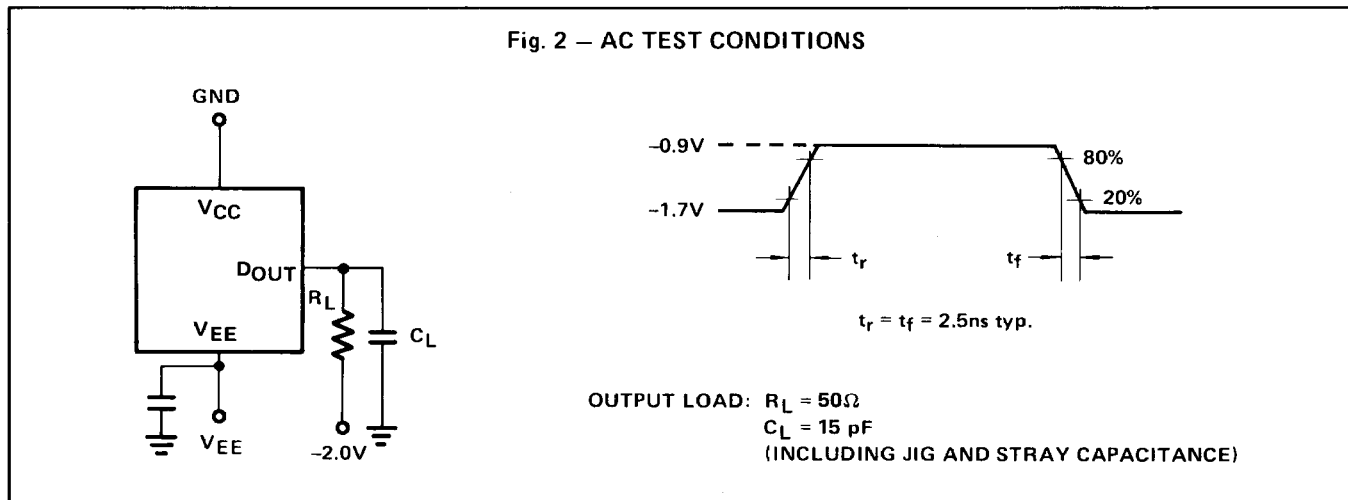 Fig. 2 – AC TEST CONDITIONS
GND
VCC
DOUT
RL
VEE
CL
VEE
–2.0V
–0.9V
–1.7V
80%
20%
tr
tf
tr = tf = 2.5ns typ.
OUTPUT LOAD: RL = 50Ω
CL = 15 pF
(INCLUDING JIG AND STRAY CAPACITANCE)